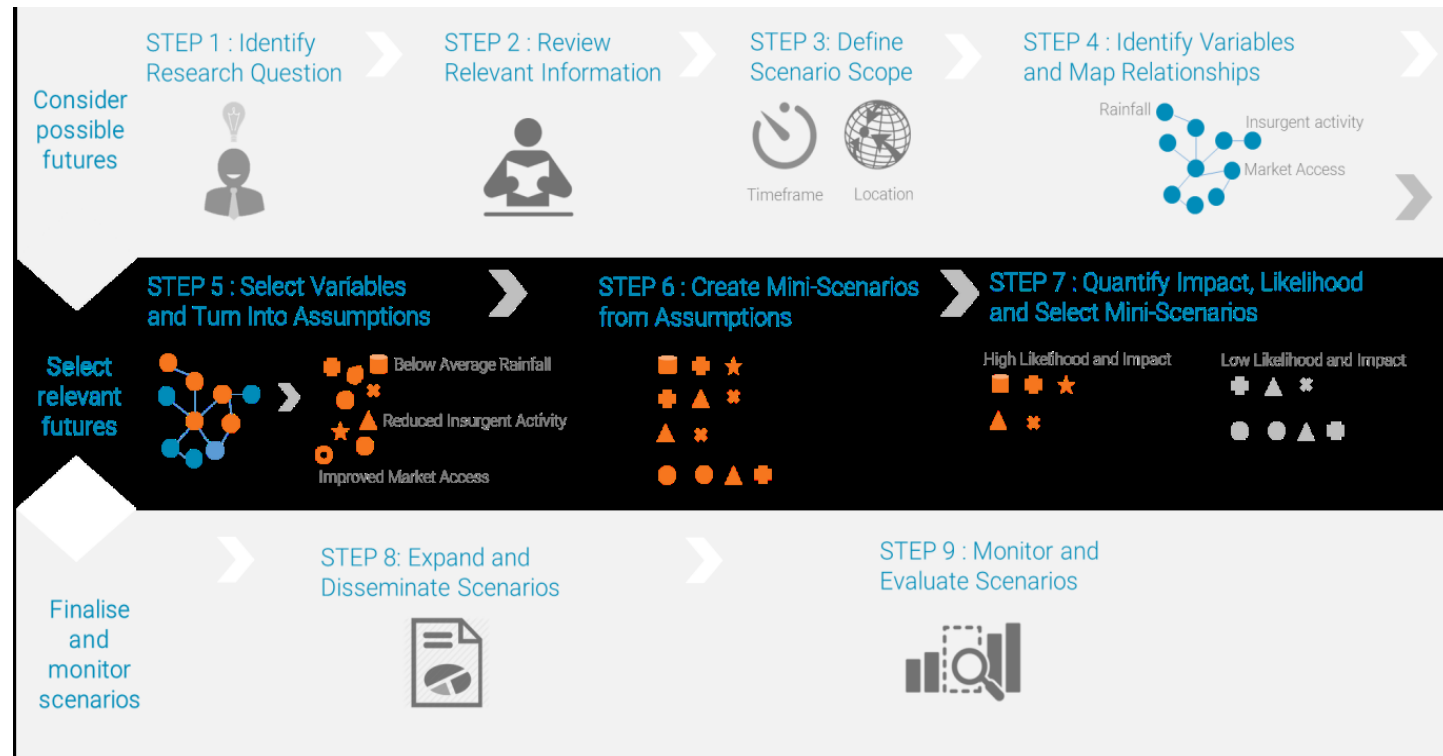 Consider
possible
futures
STEP 1 : Identify
Research Question
STEP 2 : Review
Relevant Information
STEP 3: Define
Scenario Scope
Timeframe
Location
STEP 4 : Identify Variables
and Map Relationships
Rainfall
Insurgent activity
Market Access
Select
relevant
futures
STEP 5 : Select Variables
and Turn Into Assumptions
Below Average Rainfall
Reduced Insurgent Activity
Improved Market Access
STEP 6 : Create Mini-Scenarios
from Assumptions
STEP 7 : Quantify Impact, Likelihood
and Select Mini-Scenarios
High Likelihood and Impact
Low Likelihood and Impact
Finalise
and
monitor
scenarios
STEP 8: Expand and
Disseminate Scenarios
STEP 9 : Monitor and
Evaluate Scenarios